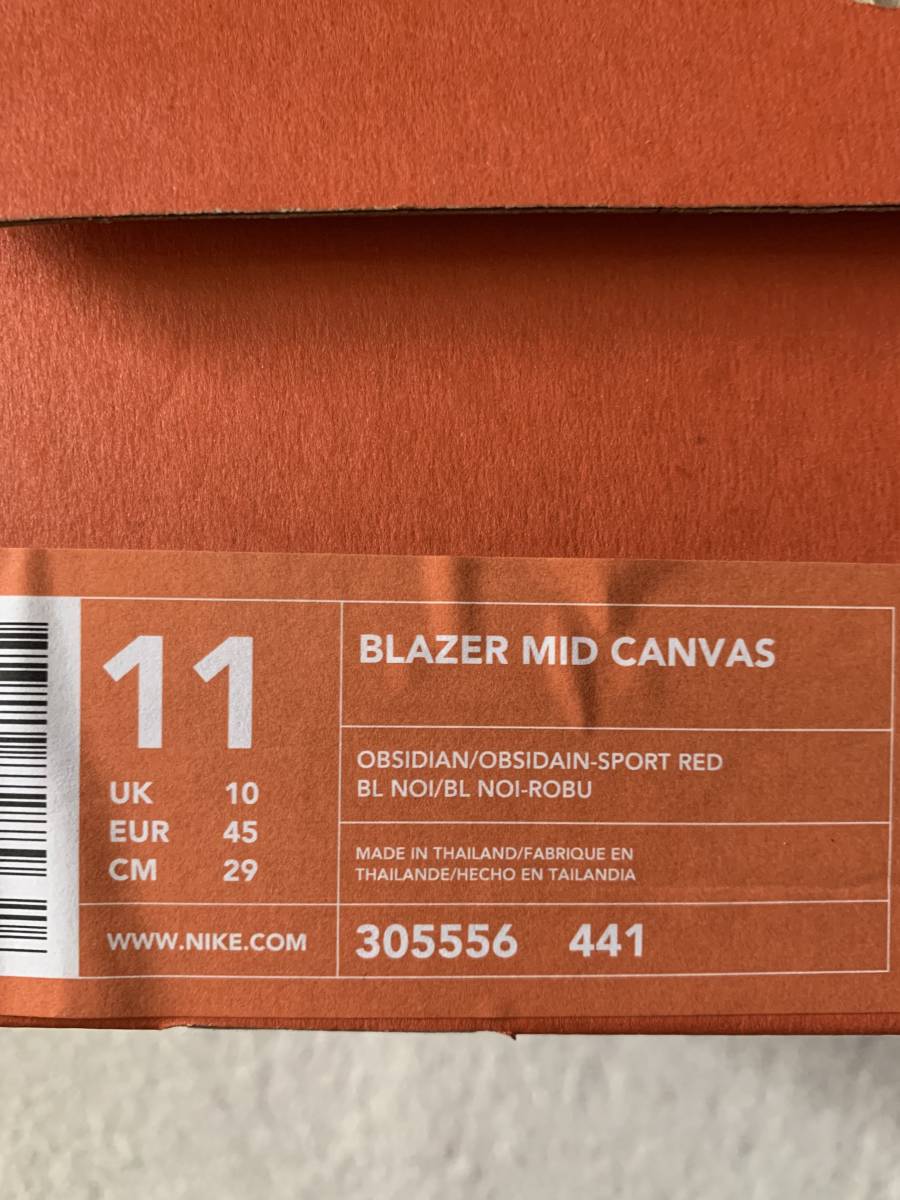 11
UK 10
EUR 45
CM 29
WWW.NIKE.COM
BLAZER MID CANVAS
OBSIDIAN/OBSIDAIN-SPORT RED
BL NOI/BL NOI-ROBU
MADE IN THAILAND/FABRIQUE EN
THAILANDE/HECHO EN TAILANDIA
305556 441